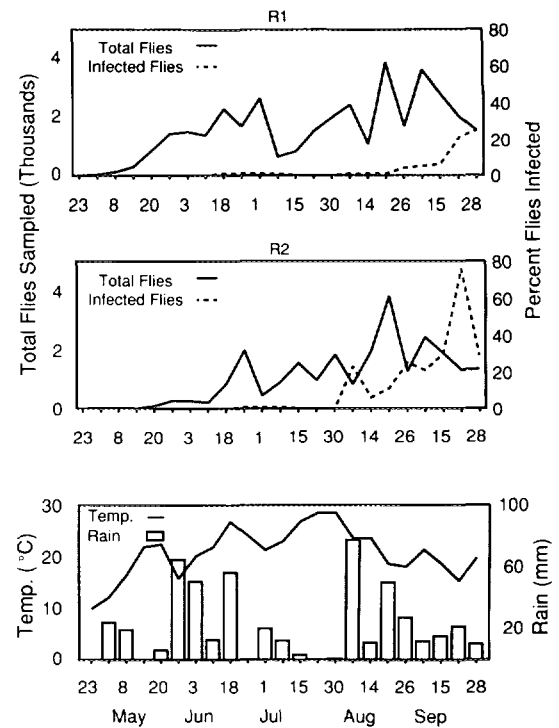 R1
Total Flies
Infected Flies
4
2
0
80
60
40
20
0
23 8 20 3 18 1 15 30 14 26 15 28
Total Flies Sampled (Thousands)
Percent Flies Infected
R2
Total Flies
Infected Flies
4
2
0
80
60
40
20
0
23 8 20 3 18 1 15 30 14 26 15 28
Temp.
Rain
30
20
10
0
Temp. (°C)
100
60
20
Rain (mm)
23 8 20 3 18 1 15 30 14 26 15 28
May Jun Jul Aug Sep